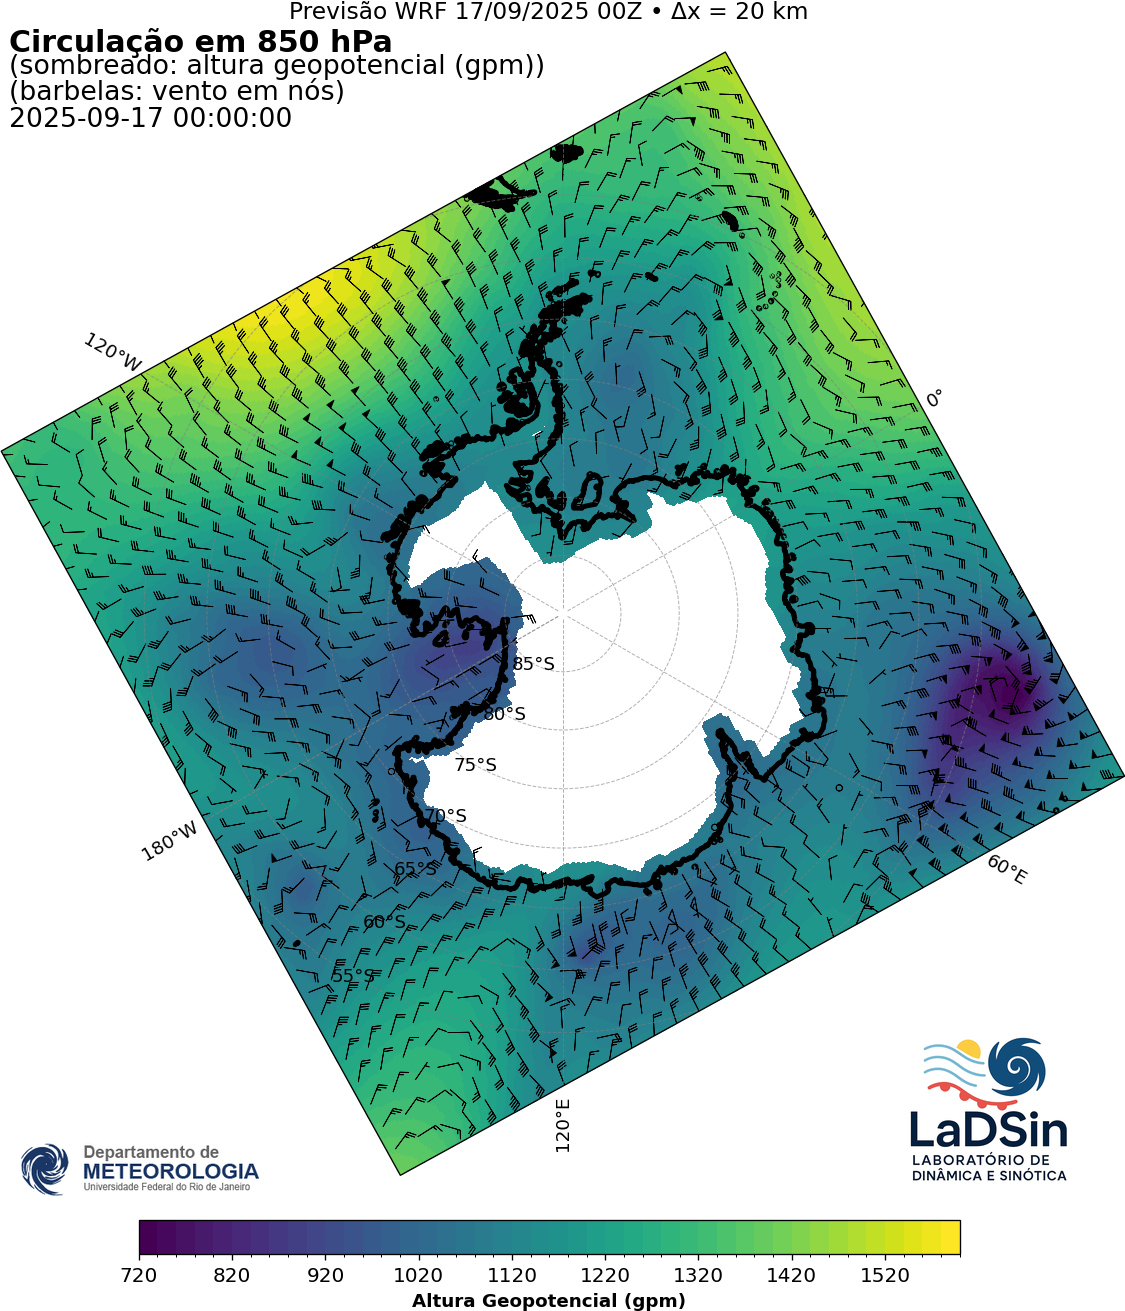 Previsão WRF 17/09/2025 00Z • Δx = 20 km
Circulação em 850 hPa
(sombreado: altura geopotencial (gpm))
(barbelas: vento em nós)
2025-09-17 00:00:00
120°W
0°
85°S
80°S
75°S
70°S
65°S
60°S
55°S
180°W
60°E
120°E
LaDSin
LABORATÓRIO DE
DINÂMICA E SINÓTICA
Departamento de
METEOROLOGIA
Universidade Federal do Rio de Janeiro
720 820 920 1020 1120 1220 1320 1420 1520
Altura Geopotencial (gpm)